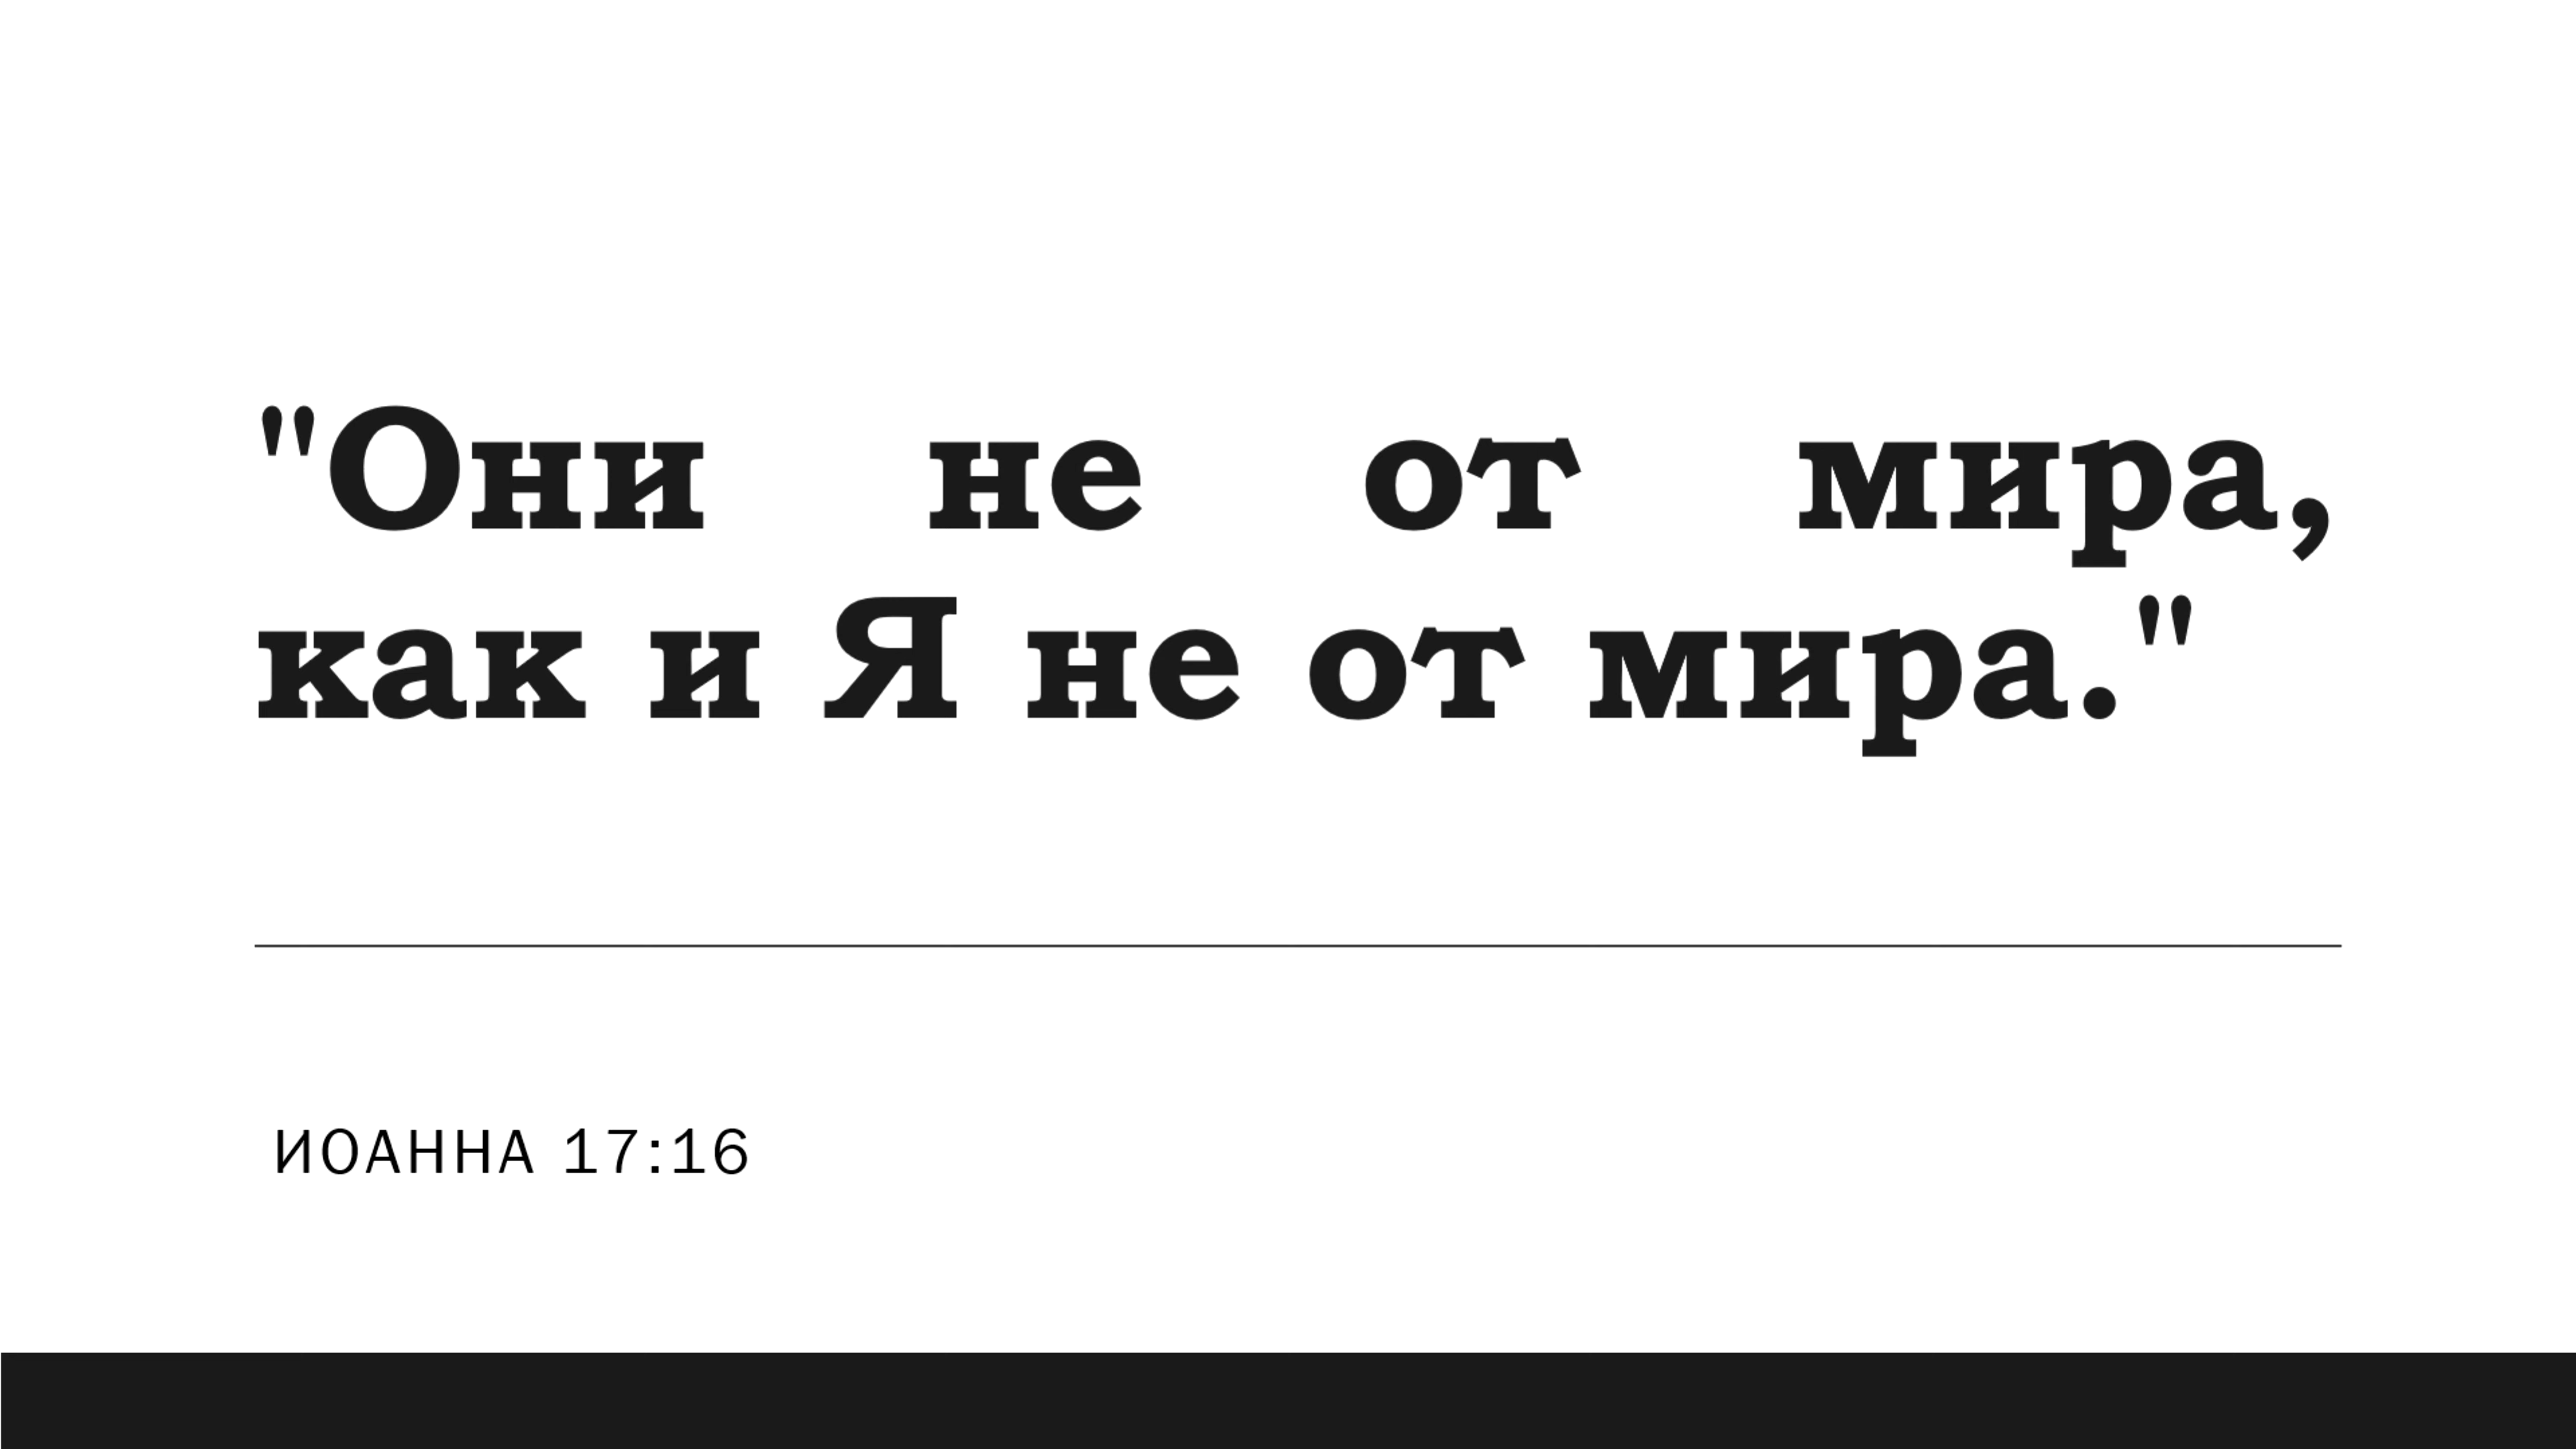 "Они не от мира,
как и Я не от мира."
ИОАННА 17:16